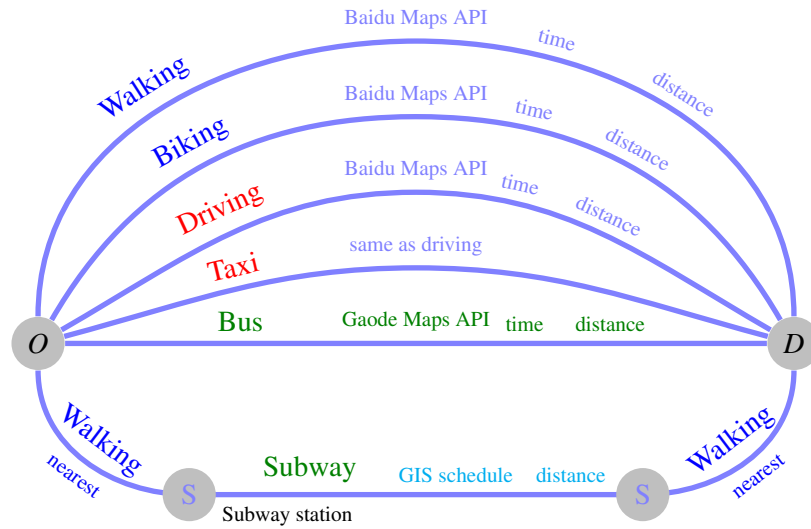 Baidu Maps API time distance
Walking
Baidu Maps API time distance
Biking
Baidu Maps API time distance
Driving
same as driving
Taxi
Bus Gaode Maps API time distance
O D
Walking Walking
nearest nearest
Subway GIS schedule distance
S S
Subway station